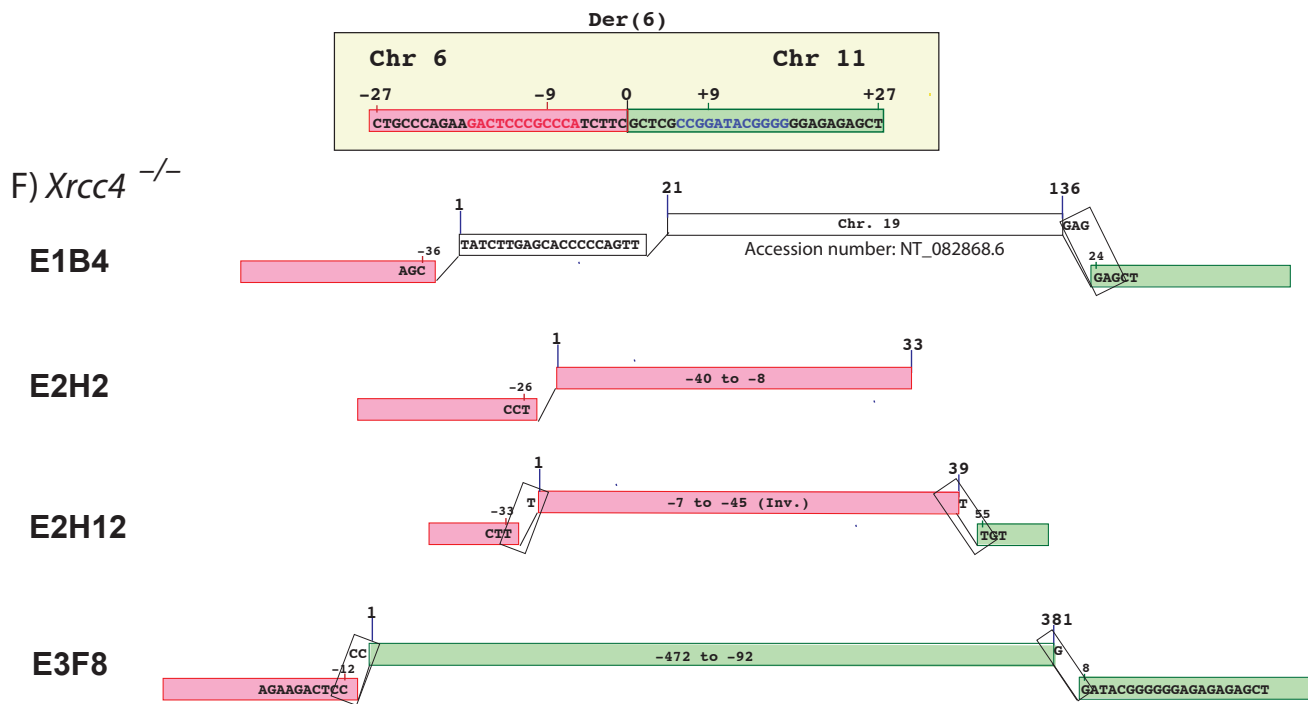 Der(6)
Chr 6 Chr 11
-27 -9 0 +9 +27
CTGCCCAGAAGACTCCCGCCCATCTTCGCTCGCCGGATACGGGGGGAGAGAGCT
F) Xrcc4 -/-
1 21 136
TATCTTGAGCACCCCCAGTT Chr. 19 GAG
E1B4 -36 Accession number: NT_082868.6 24
AGC GAGCT
1 33
-40 to -8
E2H2 -26
CCT
1 39
T -7 to -45 (Inv.) T
E2H12 -33 55
CTT TGT
1 381
CC -472 to -92 G
E3F8 -12 8
AGAAGACTCC GATACGGGGGGAGAGAGAGCT